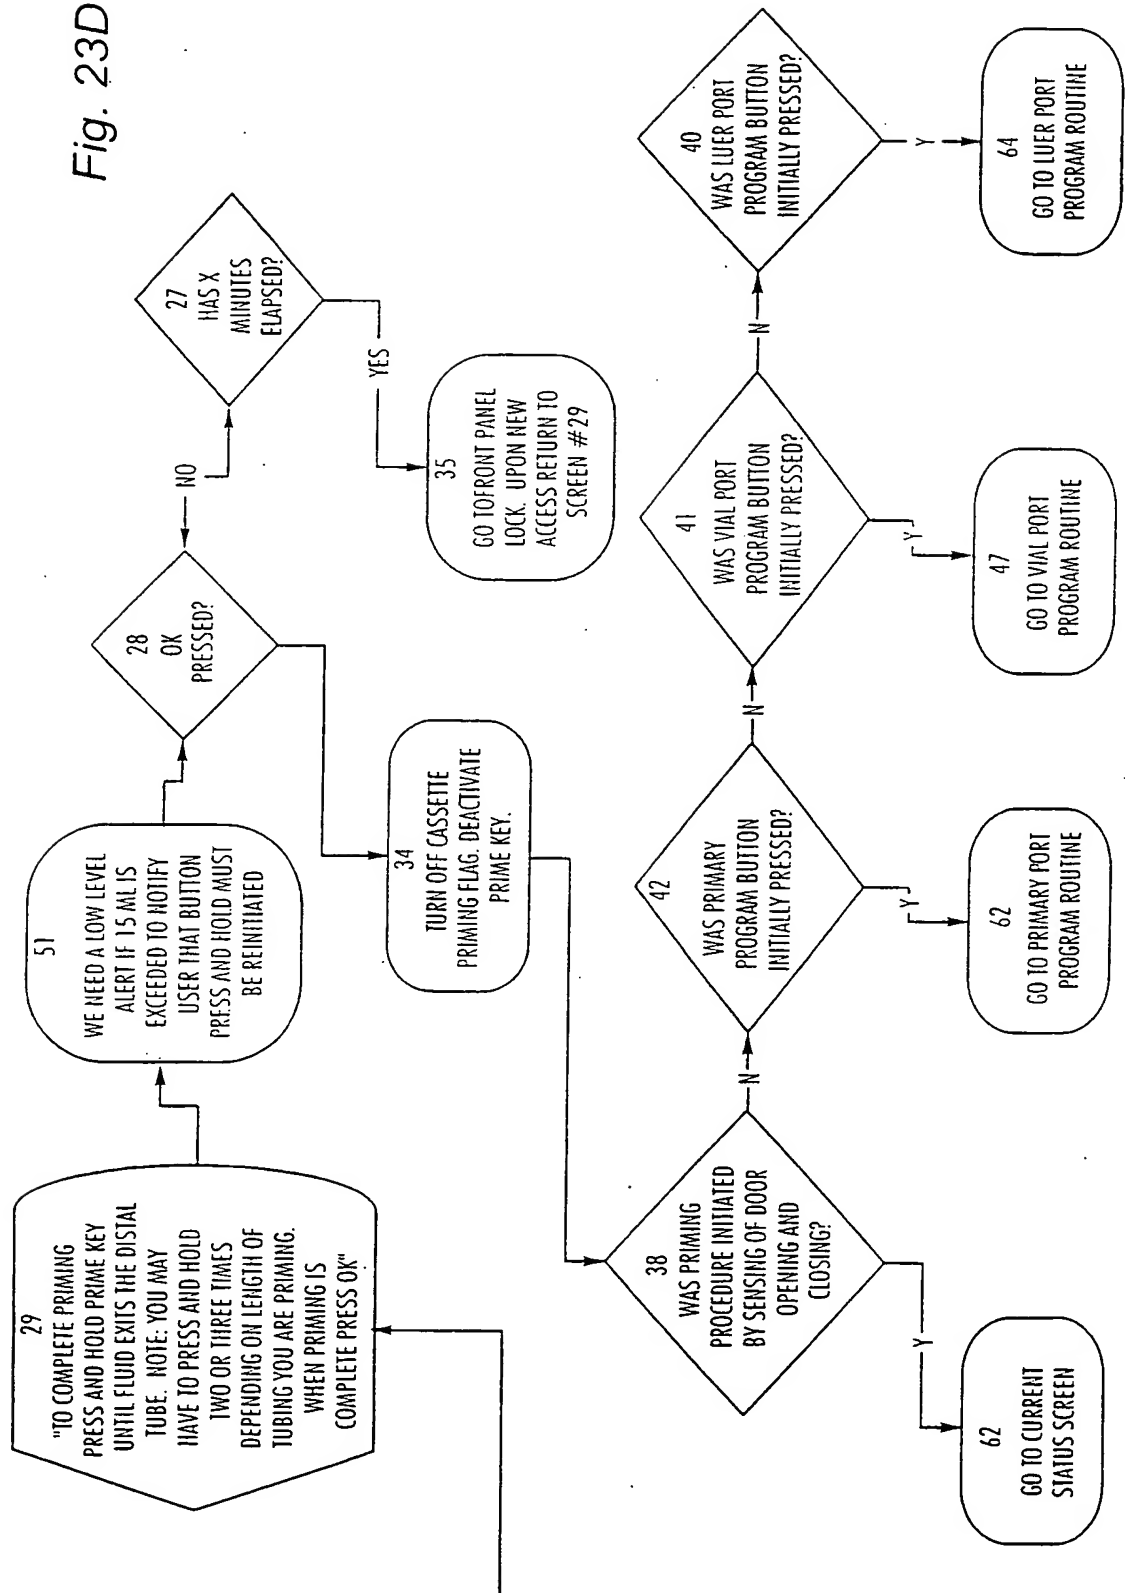 Fig. 23D
29
"TO COMPLETE PRIMING
PRESS AND HOLD PRIME KEY
UNTIL FLUID EXITS THE DISTAL
TUBE. NOTE: YOU MAY
HAVE TO PRESS AND HOLD
TWO OR THREE TIMES
DEPENDING ON LENGTH OF
TUBING YOU ARE PRIMING.
WHEN PRIMING IS
COMPLETE PRESS OK"
51
WE NEED A LOW LEVEL
ALERT IF 15 ML IS
EXCEEDED TO NOTIFY
USER THAT BUTTON
PRESS AND HOLD MUST
BE REINITIATED
28
OK
PRESSED?
NO
27
HAS X
MINUTES
ELAPSED?
YES
35
GO TOFRONT PANEL
LOCK. UPON NEW
ACCESS RETURN TO
SCREEN #29
34
TURN OFF CASSETTE
PRIMING FLAG. DEACTIVATE
PRIME KEY.
38
WAS PRIMING
PROCEDURE INITIATED
BY SENSING OF DOOR
OPENING AND
CLOSING?
N
42
WAS PRIMARY
PROGRAM BUTTON
INITIALLY PRESSED?
N
41
WAS VIAL PORT
PROGRAM BUTTON
INITIALLY PRESSED?
N
40
WAS LUER PORT
PROGRAM BUTTON
INITIALLY PRESSED?
Y
62
GO TO CURRENT
STATUS SCREEN
Y
62
GO TO PRIMARY PORT
PROGRAM ROUTINE
Y
47
GO TO VIAL PORT
PROGRAM ROUTINE
Y
64
GO TO LUER PORT
PROGRAM ROUTINE